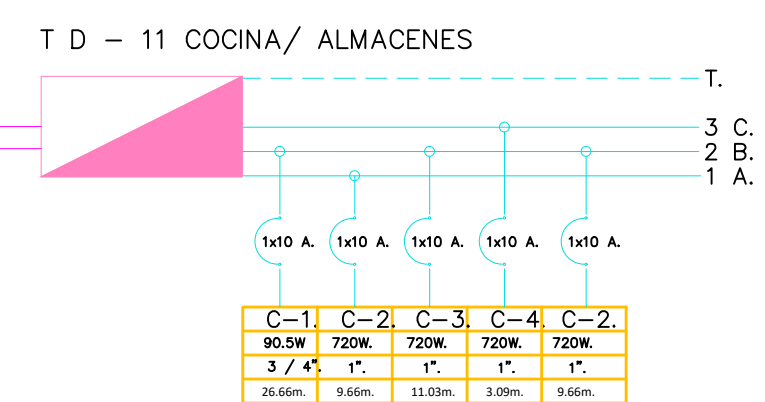 T D - 11 COCINA/ ALMACENES
T.
3 C.
2 B.
1 A.
1x10 A. 1x10 A. 1x10 A. 1x10 A. 1x10 A.
C-1. C-2. C-3. C-4. C-2.
90.5W 720W. 720W. 720W. 720W.
3 / 4". 1". 1". 1". 1".
26.66m. 9.66m. 11.03m. 3.09m. 9.66m.